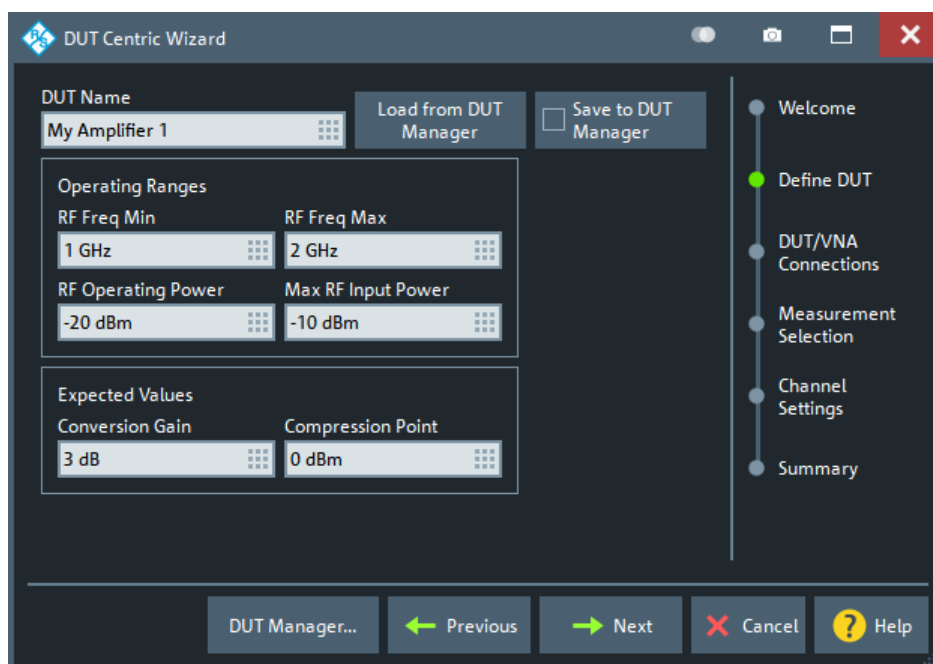 R S DUT Centric Wizard
DUT Name
My Amplifier 1
Load from DUT
Manager
Save to DUT
Manager
Operating Ranges
RF Freq Min
RF Freq Max
1 GHz
2 GHz
RF Operating Power
Max RF Input Power
-20 dBm
-10 dBm
Expected Values
Conversion Gain
Compression Point
3 dB
0 dBm
Welcome
Define DUT
DUT/VNA
Connections
Measurement
Selection
Channel
Settings
Summary
DUT Manager...
Previous
Next
Cancel
? Help